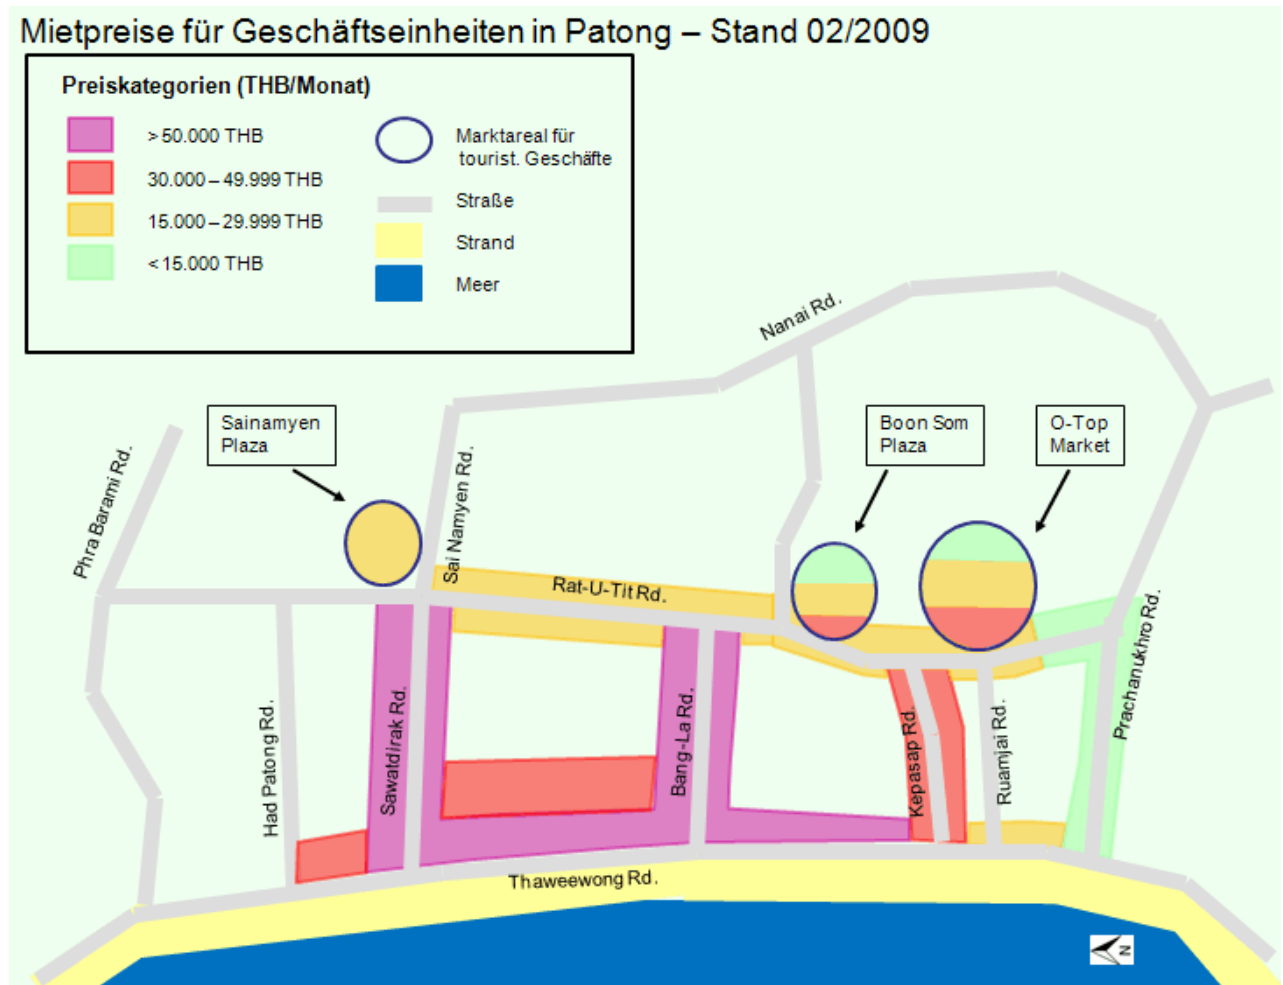 Mietpreise für Geschäftseinheiten in Patong – Stand 02/2009
Preiskategorien (THB/Monat)
> 50.000 THB
30.000 – 49.999 THB
15.000 – 29.999 THB
< 15.000 THB
Marktareal für
tourist. Geschäfte
Straße
Strand
Meer
Nanai Rd.
Sainamyen
Plaza
Boon Som
Plaza
O-Top
Market
Phra Barami Rd.
Sai Namyen Rd.
Rat-U-Tit Rd.
Prachanukhro Rd.
Had Patong Rd.
Sawatdirak Rd.
Bang-La Rd.
Kepasap Rd.
Ruamjai Rd.
Thaweewong Rd.
N